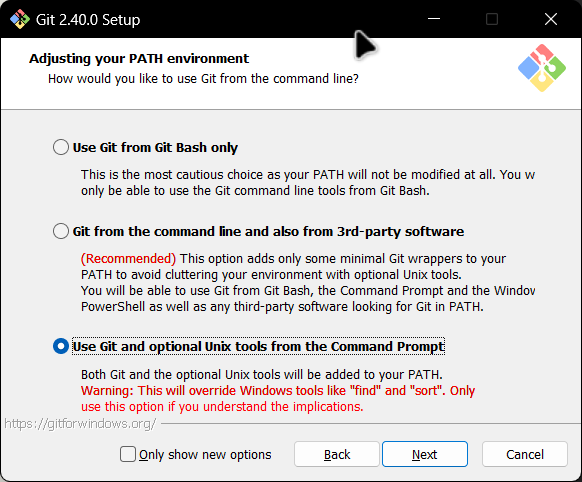 Git 2.40.0 Setup
Adjusting your PATH environment
How would you like to use Git from the command line?
Use Git from Git Bash only
This is the most cautious choice as your PATH will not be modified at all. You w
only be able to use the Git command line tools from Git Bash.
Git from the command line and also from 3rd-party software
(Recommended) This option adds only some minimal Git wrappers to your
PATH to avoid cluttering your environment with optional Unix tools.
You will be able to use Git from Git Bash, the Command Prompt and the Window
PowerShell as well as any third-party software looking for Git in PATH.
Use Git and optional Unix tools from the Command Prompt
Both Git and the optional Unix tools will be added to your PATH.
Warning: This will override Windows tools like "find" and "sort". Only
use this option if you understand the implications.
https://gitforwindows.org/
Only show new options
Back
Next
Cancel